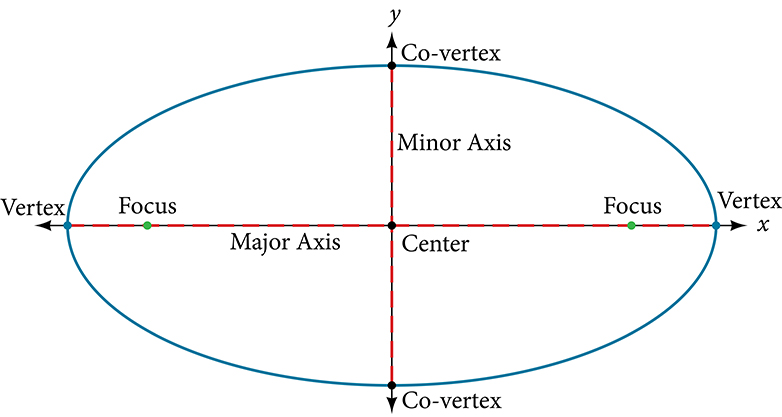 y
Co-vertex
Minor Axis
Vertex
Focus
Focus
Vertex
x
Major Axis
Center
Co-vertex